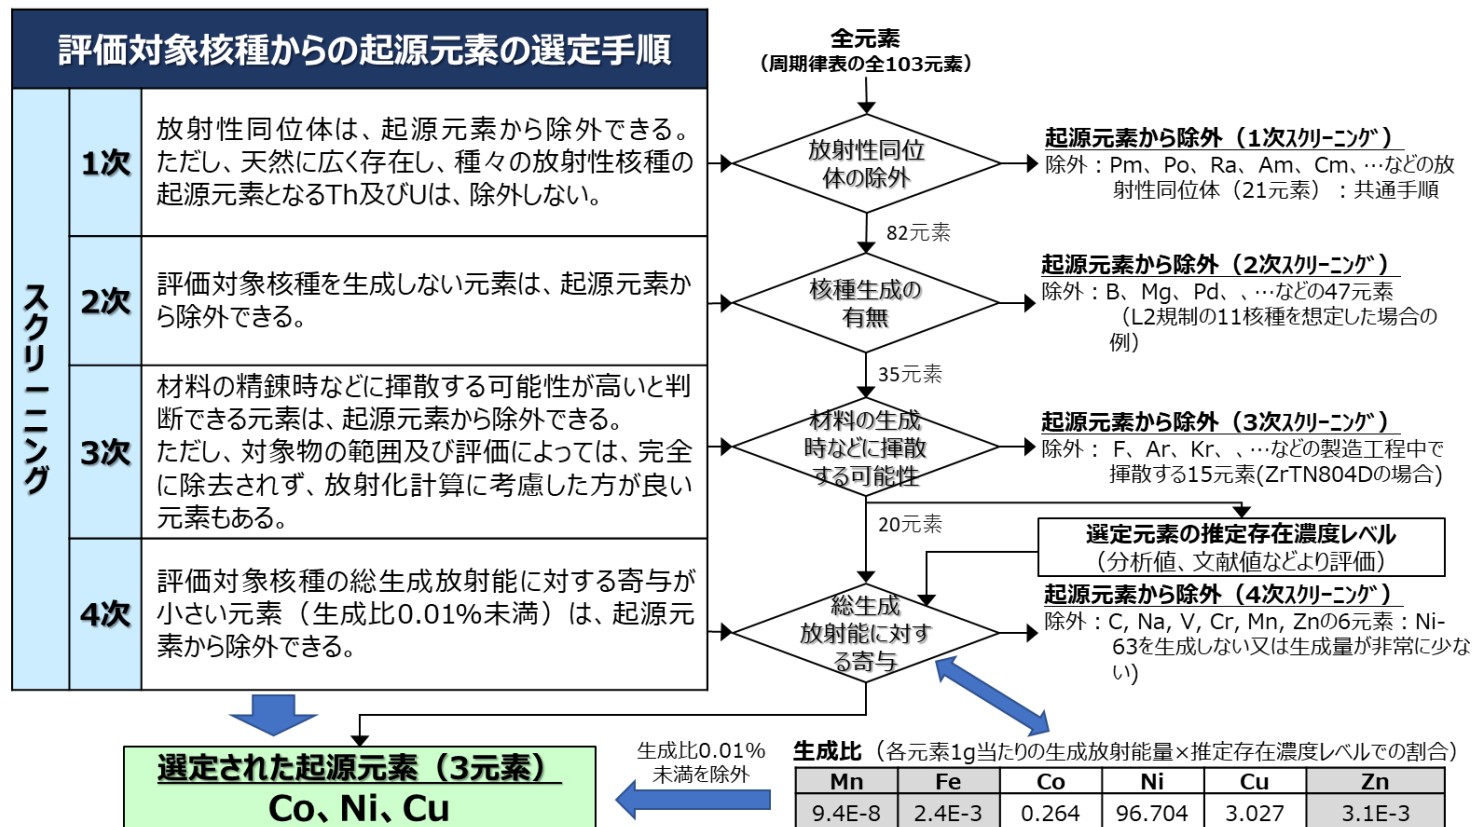 評価対象核種からの起源元素の選定手順
スクリーニング
1次
放射性同位体は、起源元素から除外できる。
ただし、天然に広く存在し、種々の放射性核種の
起源元素となるTh及びUは、除外しない。
2次
評価対象核種を生成しない元素は、起源元素か
ら除外できる。
3次
材料の精錬時などに揮散する可能性が高いと判
断できる元素は、起源元素から除外できる。
ただし、対象物の範囲及び評価によっては、完全
に除去されず、放射化計算に考慮した方が良い
元素もある。
4次
評価対象核種の総生成放射能に対する寄与が
小さい元素（生成比0.01%未満）は、起源元
素から除外できる。
全元素
（周期律表の全103元素）
放射性同位
体の除外
起源元素から除外（1次ｽｸﾘｰﾆﾝｸﾞ）
除外：Pm、Po、Ra、Am、Cm、…などの放
射性同位体（21元素）：共通手順
82元素
核種生成の
有無
起源元素から除外（2次ｽｸﾘｰﾆﾝｸﾞ）
除外：B、Mg、Pd、、…などの47元素
（L2規制の11核種を想定した場合の
例）
35元素
材料の生成
時などに揮散
する可能性
起源元素から除外（3次ｽｸﾘｰﾆﾝｸﾞ）
除外： F、Ar、Kr、、…などの製造工程中で
揮散する15元素(ZrTN804Dの場合)
20元素
選定元素の推定存在濃度レベル
（分析値、文献値などより評価）
総生成
放射能に対す
る寄与
起源元素から除外（4次ｽｸﾘｰﾆﾝｸﾞ）
除外：C, Na, V, Cr, Mn, Znの6元素：Ni-
63を生成しない又は生成量が非常に少な
い)
選定された起源元素（3元素）
Co、Ni、Cu
生成比0.01%
未満を除外
生成比（各元素1g当たりの生成放射能量×推定存在濃度レベルでの割合）
Mn Fe Co Ni Cu Zn
9.4E-8 2.4E-3 0.264 96.704 3.027 3.1E-3